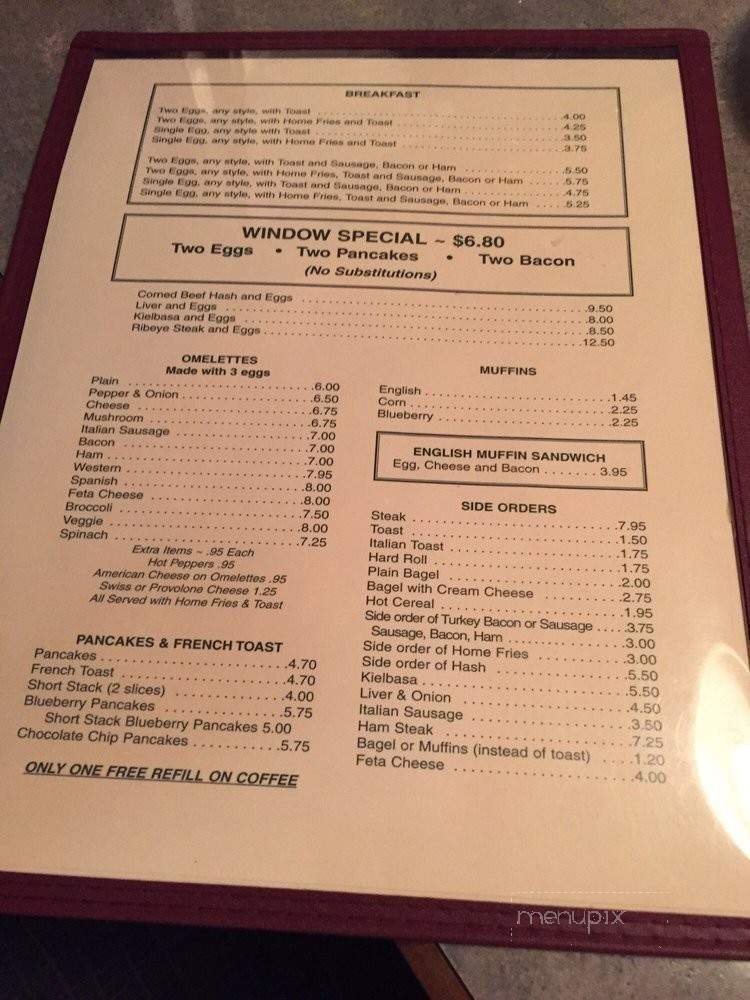 BREAKFAST
Two Eggs, any style, with Toast ........ 4.00
Two Eggs, any style, with Home Fries and Toast ........ 4.25
Single Egg, any style with Toast ........ 3.50
Single Egg, any style, with Home Fries and Toast ........ 3.75
Two Eggs, any style, with Toast and Sausage, Bacon or Ham ........ 5.50
Two Eggs, any style, with Home Fries, Toast and Sausage, Bacon or Ham ...... 5.75
Single Egg, any style, with Toast and Sausage, Bacon or Ham ........ 4.75
Single Egg, any style, with Home Fries, Toast and Sausage, Bacon or Ham ...... 5.25
WINDOW SPECIAL ~ $6.80
Two Eggs • Two Pancakes • Two Bacon
(No Substitutions)
Corned Beef Hash and Eggs ........ 9.50
Liver and Eggs ........ 8.00
Kielbasa and Eggs ........ 8.50
Ribeye Steak and Eggs ........ 12.50
OMELETTES
Made with 3 eggs
Plain ........ 6.00
Pepper & Onion ........ 6.50
Cheese ........ 6.75
Mushroom ........ 6.75
Italian Sausage ........ 7.00
Bacon ........ 7.00
Ham ........ 7.00
Western ........ 7.95
Spanish ........ 8.00
Feta Cheese ........ 8.00
Broccoli ........ 7.50
Veggie ........ 8.00
Spinach ........ 7.25
Extra Items ~ .95 Each
Hot Peppers .95
American Cheese on Omelettes .95
Swiss or Provolone Cheese 1.25
All Served with Home Fries & Toast
PANCAKES & FRENCH TOAST
Pancakes ........ 4.70
French Toast ........ 4.70
Short Stack (2 slices) ........ 4.00
Blueberry Pancakes ........ 5.75
Short Stack Blueberry Pancakes 5.00
Chocolate Chip Pancakes ........ 5.75
ONLY ONE FREE REFILL ON COFFEE
MUFFINS
English ........ 1.45
Corn ........ 2.25
Blueberry ........ 2.25
ENGLISH MUFFIN SANDWICH
Egg, Cheese and Bacon ....... 3.95
SIDE ORDERS
Steak ........ 7.95
Toast ........ 1.50
Italian Toast ........ 1.75
Hard Roll ........ 1.75
Plain Bagel ........ 2.00
Bagel with Cream Cheese ........ 2.75
Hot Cereal ........ 1.95
Side order of Turkey Bacon or Sausage ..... 3.75
Sausage, Bacon, Ham ........ 3.00
Side order of Home Fries ........ 3.00
Side order of Hash ........ 5.50
Kielbasa ........ 5.50
Liver & Onion ........ 4.50
Italian Sausage ........ 3.50
Ham Steak ........ 7.25
Bagel or Muffins (instead of toast) .... 1.20
Feta Cheese ........ 4.00
menupix